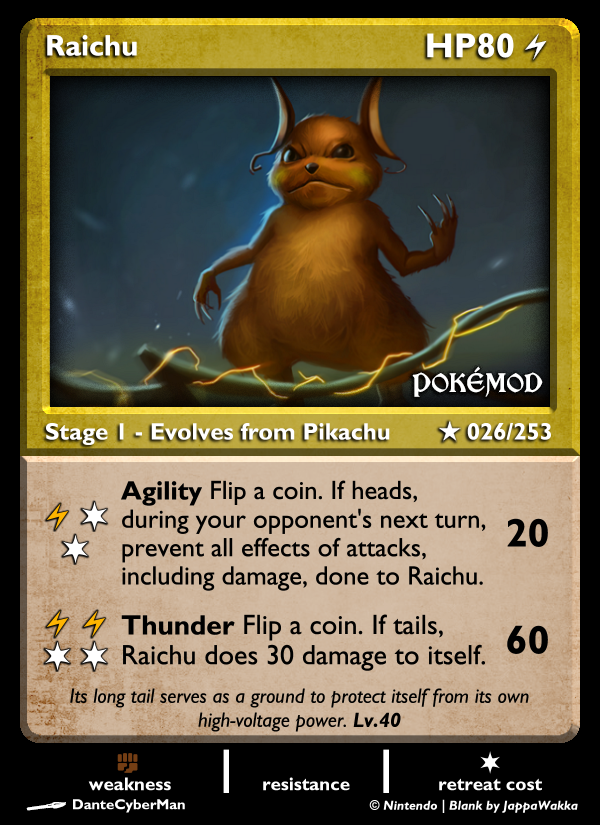 Raichu HP80
POKÉMOD
Stage 1 - Evolves from Pikachu ★ 026/253
Agility Flip a coin. If heads,
during your opponent's next turn,
prevent all effects of attacks,
including damage, done to Raichu.
20
Thunder Flip a coin. If tails,
Raichu does 30 damage to itself.
60
Its long tail serves as a ground to protect itself from its own
high-voltage power. Lv.40
weakness resistance retreat cost
DanteCyberMan © Nintendo | Blank by JappaWakka